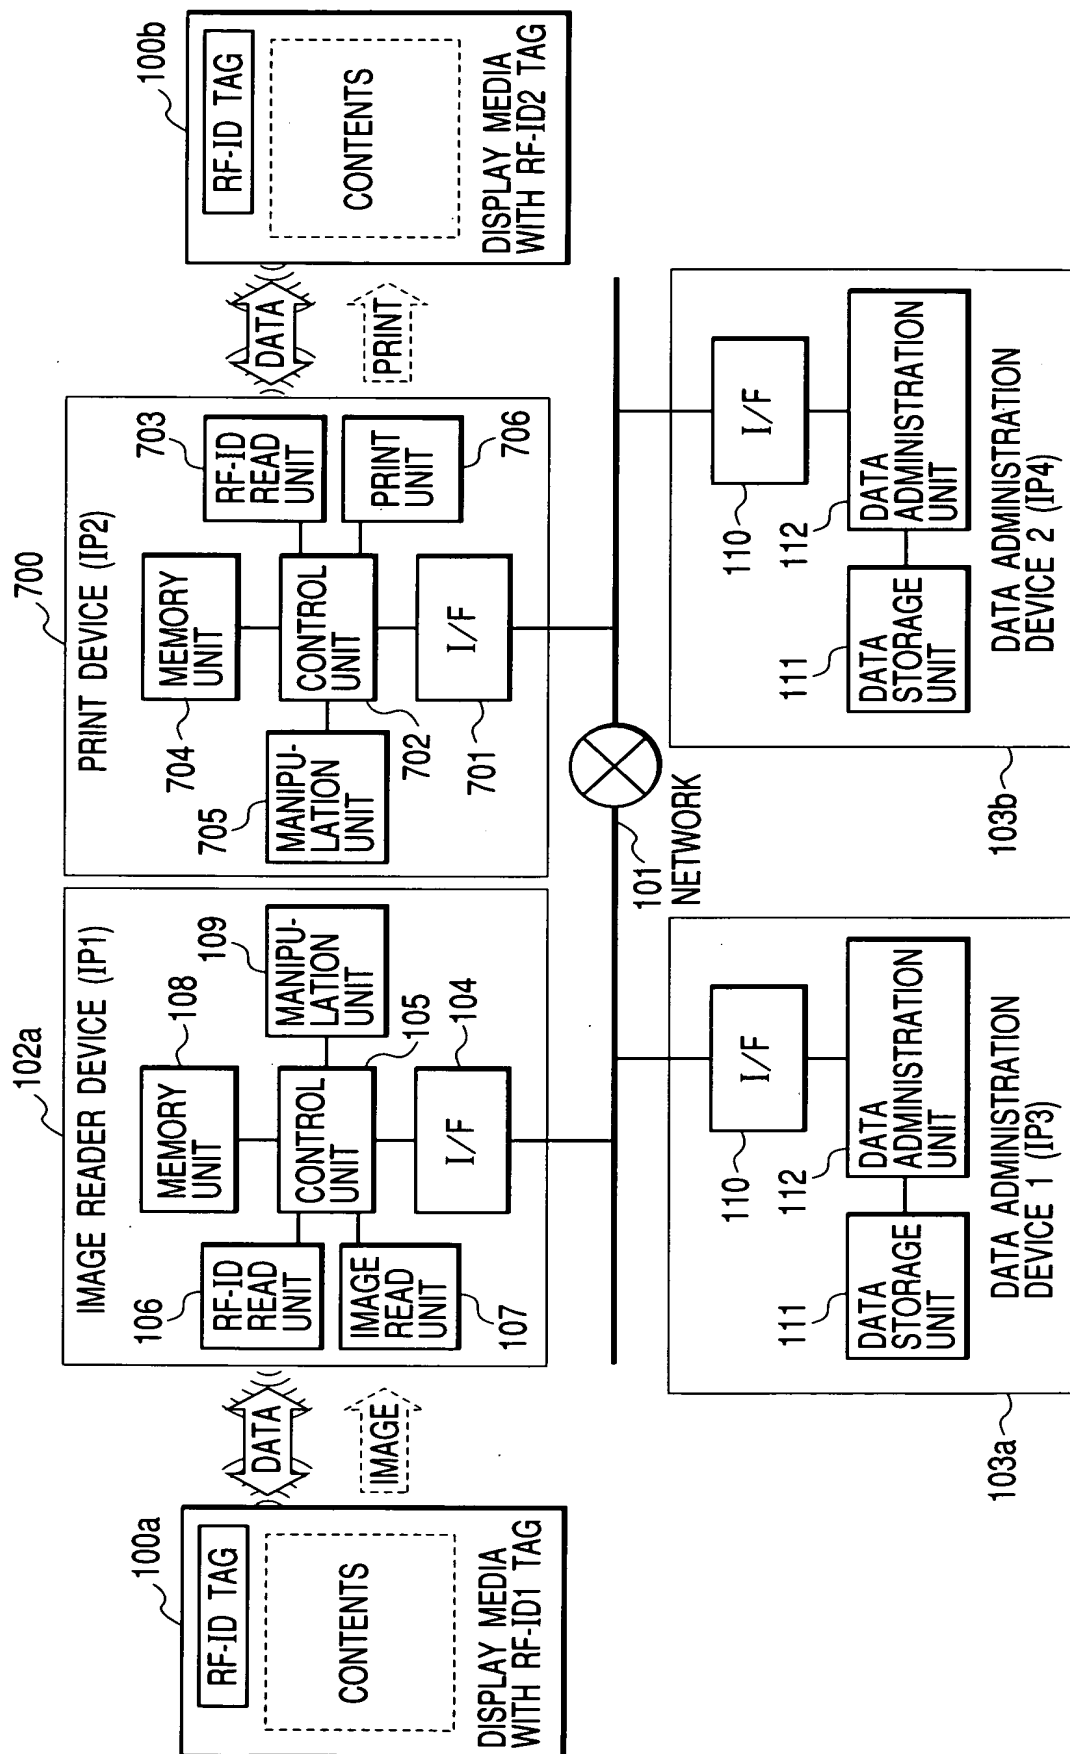 100a
RF-ID TAG
CONTENTS
DISPLAY MEDIA
WITH RF-ID1 TAG
DATA
IMAGE
102a
IMAGE READER DEVICE (IP1)
106
RF-ID
READ
UNIT
IMAGE
READ
UNIT
107
108
MEMORY
UNIT
CONTROL
UNIT
105
109
MANIPU-
LATION
UNIT
104
I/F
700
PRINT DEVICE (IP2)
705
MANIPU-
LATION
UNIT
704
MEMORY
UNIT
CONTROL
UNIT
702
703
RF-ID
READ
UNIT
PRINT
UNIT
706
I/F
701
DATA
PRINT
100b
RF-ID TAG
CONTENTS
DISPLAY MEDIA
WITH RF-ID2 TAG
101
NETWORK
103a
110
I/F
111
DATA
STORAGE
UNIT
112
DATA
ADMINISTRATION
UNIT
DATA ADMINISTRATION
DEVICE 1 (IP3)
103b
110
I/F
111
DATA
STORAGE
UNIT
112
DATA
ADMINISTRATION
UNIT
DATA ADMINISTRATION
DEVICE 2 (IP4)